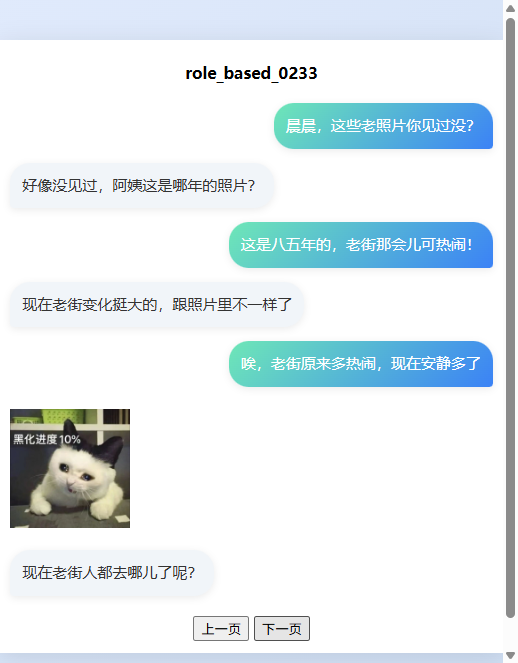 role_based_0233
晨晨，这些老照片你见过没？
好像没见过，阿姨这是哪年的照片？
这是八五年的，老街那会儿可热闹！
现在老街变化挺大的，跟照片里不一样了
唉，老街原来多热闹，现在安静多了
黑化进度10%
现在老街人都去哪儿了呢？
上一页 下一页